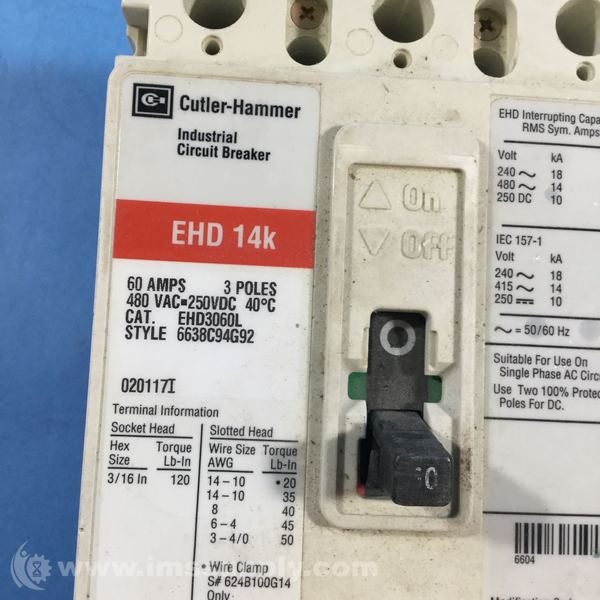 Cutler-Hammer
Industrial
Circuit Breaker
EHD 14k
60 AMPS 3 POLES
480 VAC▪250VDC 40°C
CAT. EHD3060L
STYLE 6638C94G92
020117I
Terminal Information
Socket Head
Hex Size Torque Lb-In
3/16 In 120
Slotted Head
Wire Size AWG Torque Lb-In
14-10 •20
14-10 35
8 40
6-4 45
3-4/0 50
•Wire Clamp
S# 624B100G14
Only
On
Off
O
60
EHD Interrupting
RMS Sym. Amps
Volt kA
240 ~ 18
480 ~ 14
250 DC 10
IEC 157-1
Volt kA
240 ~ 18
415 ~ 14
250 ⎓ 10
~ = 50/60 Hz
Suitable For Use On
Single Phase AC
Use Two 100%
Poles For DC.
6604
www.imssupply.com